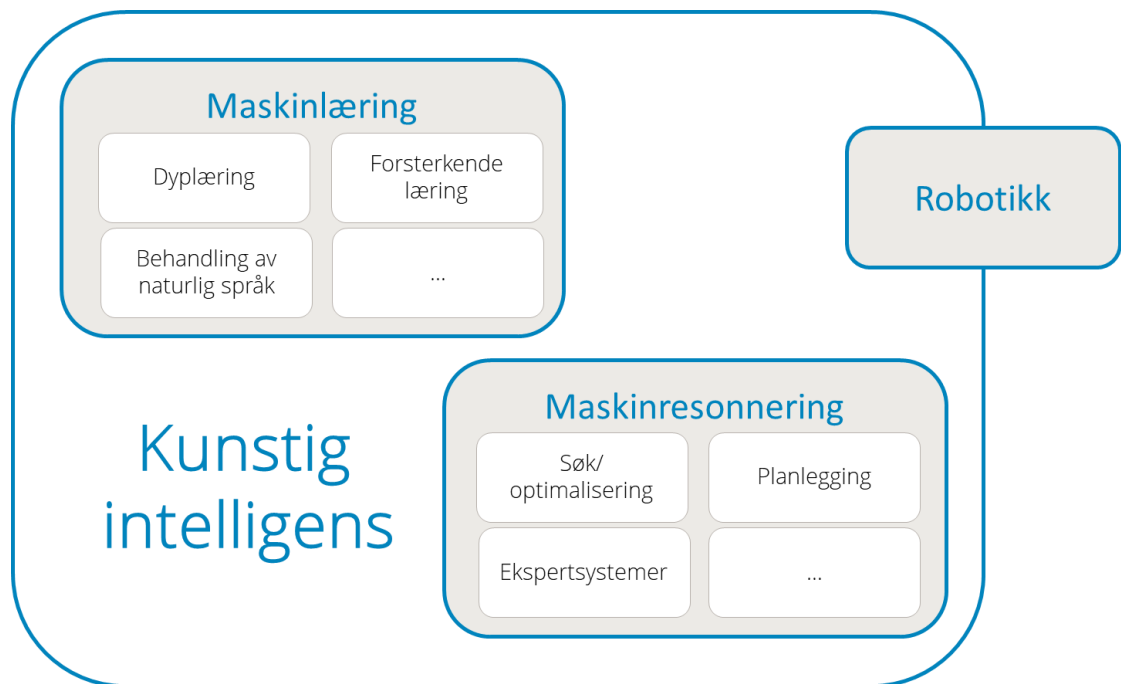 Maskinlæring
Dyplæring
Forsterkende
læring
Behandling av
naturlig språk
...
Robotikk
Kunstig
intelligens
Maskinresonnering
Søk/
optimalisering
Planlegging
Ekspertsystemer
...